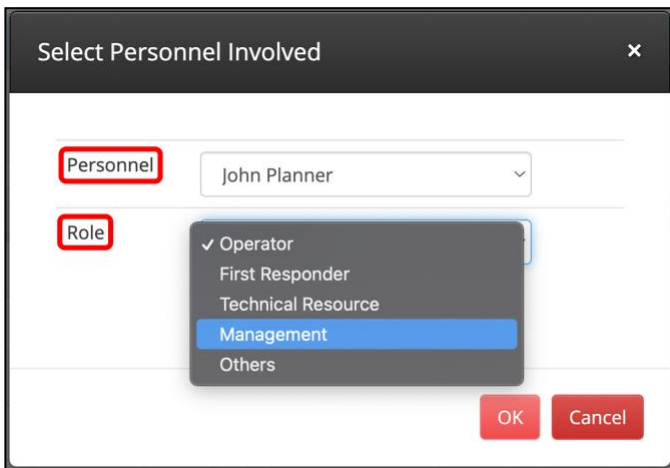 Select Personnel Involved ×
Personnel John Planner
Role
✓ Operator
First Responder
Technical Resource
Management
Others
OK Cancel